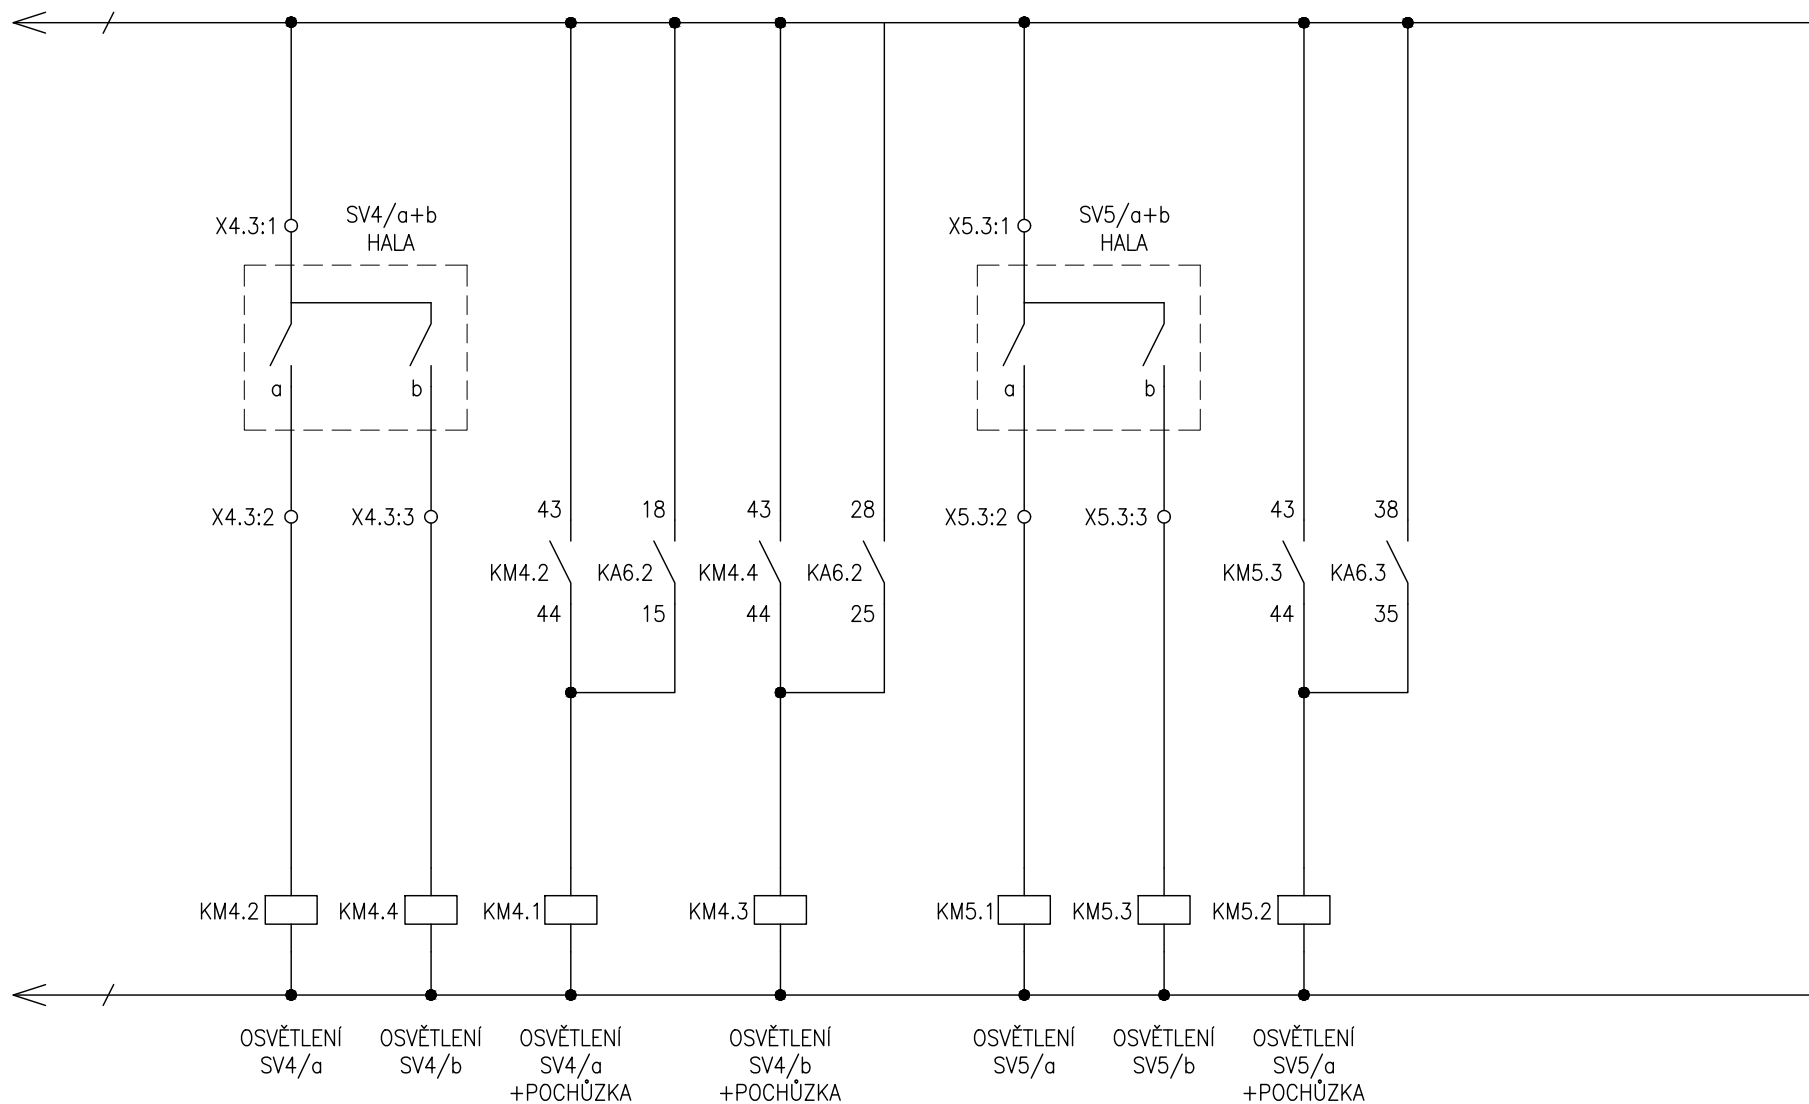 X4.3:1
SV4/a+b
HALA
X5.3:1
SV5/a+b
HALA
a
b
a
b
X4.3:2
X4.3:3
43
18
43
28
X5.3:2
X5.3:3
43
38
KM4.2
KA6.2
KM4.4
KA6.2
KM5.3
KA6.3
44
15
44
25
44
35
KM4.2
KM4.4
KM4.1
KM4.3
KM5.1
KM5.3
KM5.2
OSVĚTLENÍ
SV4/a
OSVĚTLENÍ
SV4/b
OSVĚTLENÍ
SV4/a
+POCHŮZKA
OSVĚTLENÍ
SV4/b
+POCHŮZKA
OSVĚTLENÍ
SV5/a
OSVĚTLENÍ
SV5/b
OSVĚTLENÍ
SV5/a
+POCHŮZKA